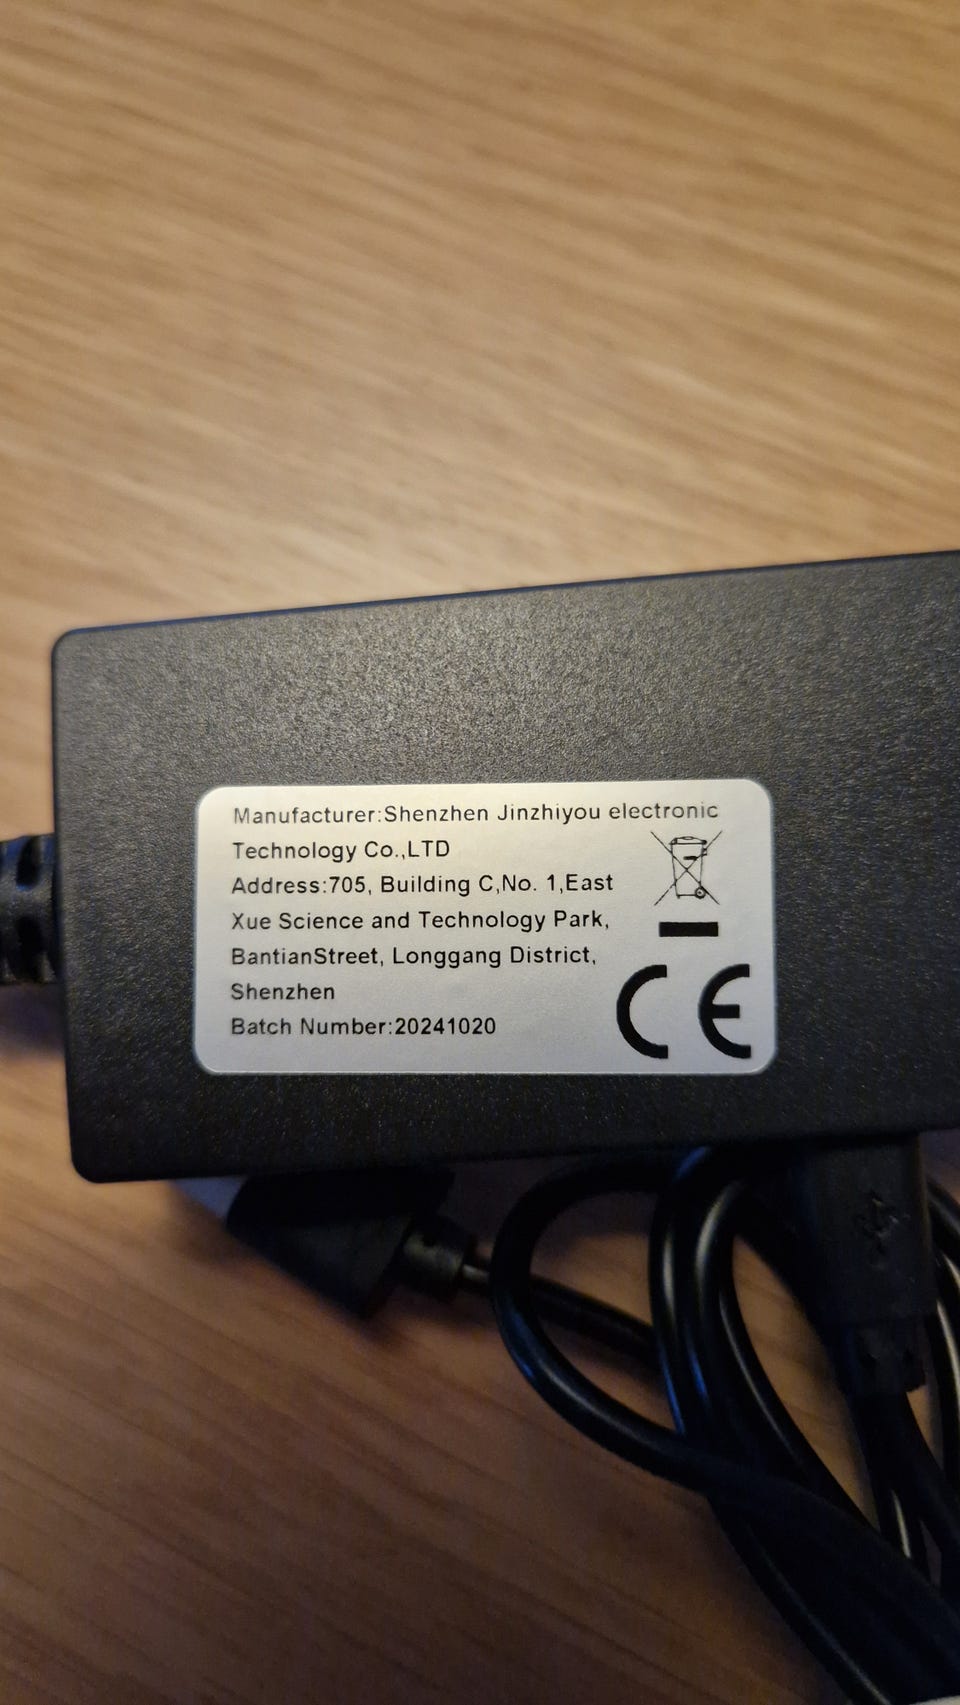 Manufacturer:Shenzhen Jinzhiyou electronic
Technology Co.,LTD
Address:705, Building C,No. 1,East
Xue Science and Technology Park,
BantianStreet, Longgang District,
Shenzhen
Batch Number:20241020
CE